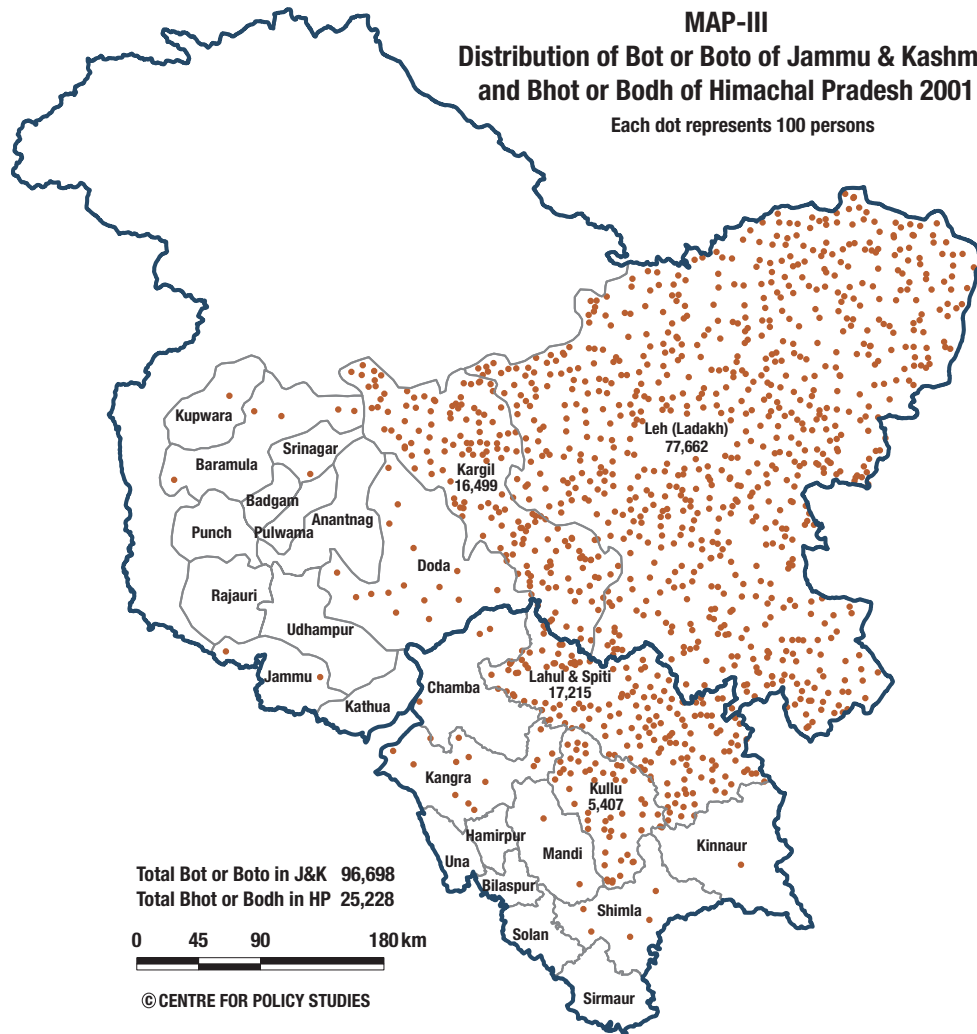 MAP-III
Distribution of Bot or Boto of Jammu & Kashm
and Bhot or Bodh of Himachal Pradesh 2001
Each dot represents 100 persons
Kupwara
Baramula
Srinagar
Badgam
Pulwama
Anantnag
Punch
Rajauri
Udhampur
Doda
Jammu
Kathua
Kargil
16,499
Leh (Ladakh)
77,662
Lahul & Spiti
17,215
Chamba
Kangra
Kullu
5,407
Hamirpur
Una
Mandi
Kinnaur
Bilaspur
Shimla
Solan
Sirmaur
Total Bot or Boto in J&K 96,698
Total Bhot or Bodh in HP 25,228
0 45 90 180 km
© CENTRE FOR POLICY STUDIES